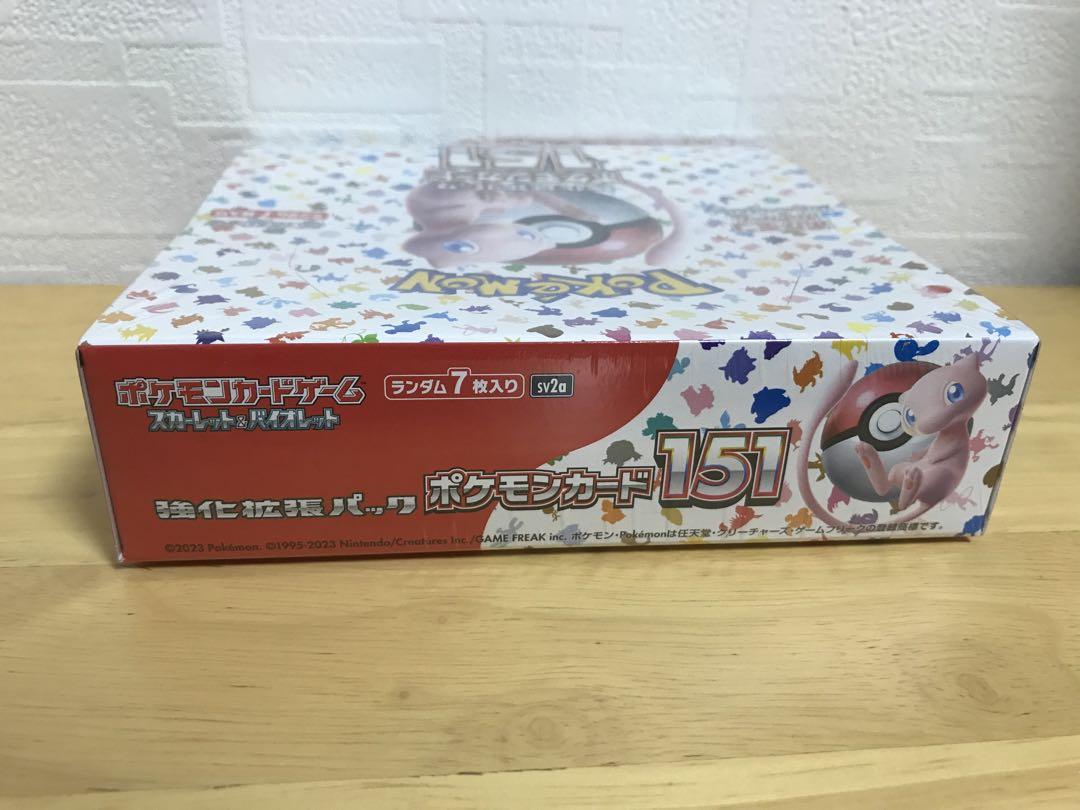 POKéMON
ポケモンカードゲーム
スカーレット&バイオレット
ランダム7枚入り
sv2a
強化拡張パック
ポケモンカード151
©2023 Pokémon. ©1995-2023 Nintendo/Creatures Inc./GAME FREAK inc. ポケモン・Pokémonは任天堂・クリーチャーズ・ゲームフリークの登録商標です。